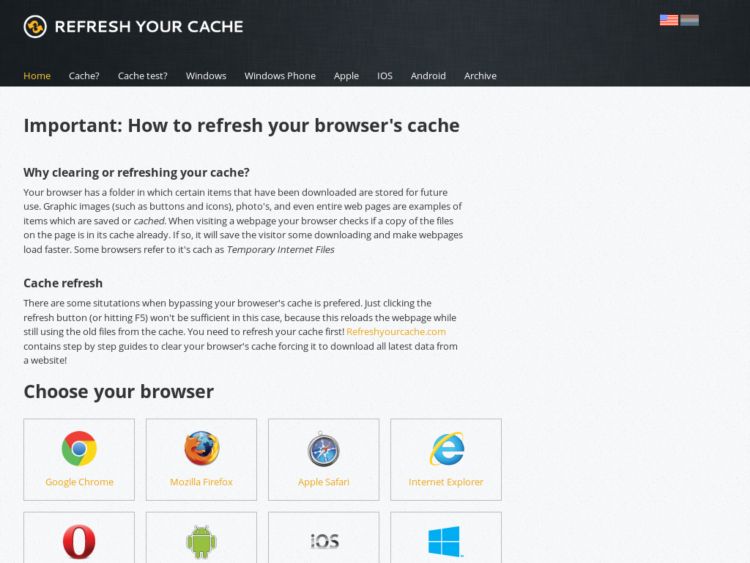 REFRESH YOUR CACHE
Home Cache? Cache test? Windows Windows Phone Apple IOS Android Archive
Important: How to refresh your browser's cache
Why clearing or refreshing your cache?
Your browser has a folder in which certain items that have been downloaded are stored for future
use. Graphic images (such as buttons and icons), photo's, and even entire web pages are examples of
items which are saved or cached. When visiting a webpage your browser checks if a copy of the files
on the page is in its cache already. If so, it will save the visitor some downloading and make webpages
load faster. Some browsers refer to it's cach as Temporary Internet Files
Cache refresh
There are some situtations when bypassing your broweser's cache is prefered. Just clicking the
refresh button (or hitting F5) won't be sufficient in this case, because this reloads the webpage while
still using the old files from the cache. You need to refresh your cache first! Refreshyourcache.com
contains step by step guides to clear your browser's cache forcing it to download all latest data from
a website!
Choose your browser
Google Chrome Mozilla Firefox Apple Safari Internet Explorer
iOS